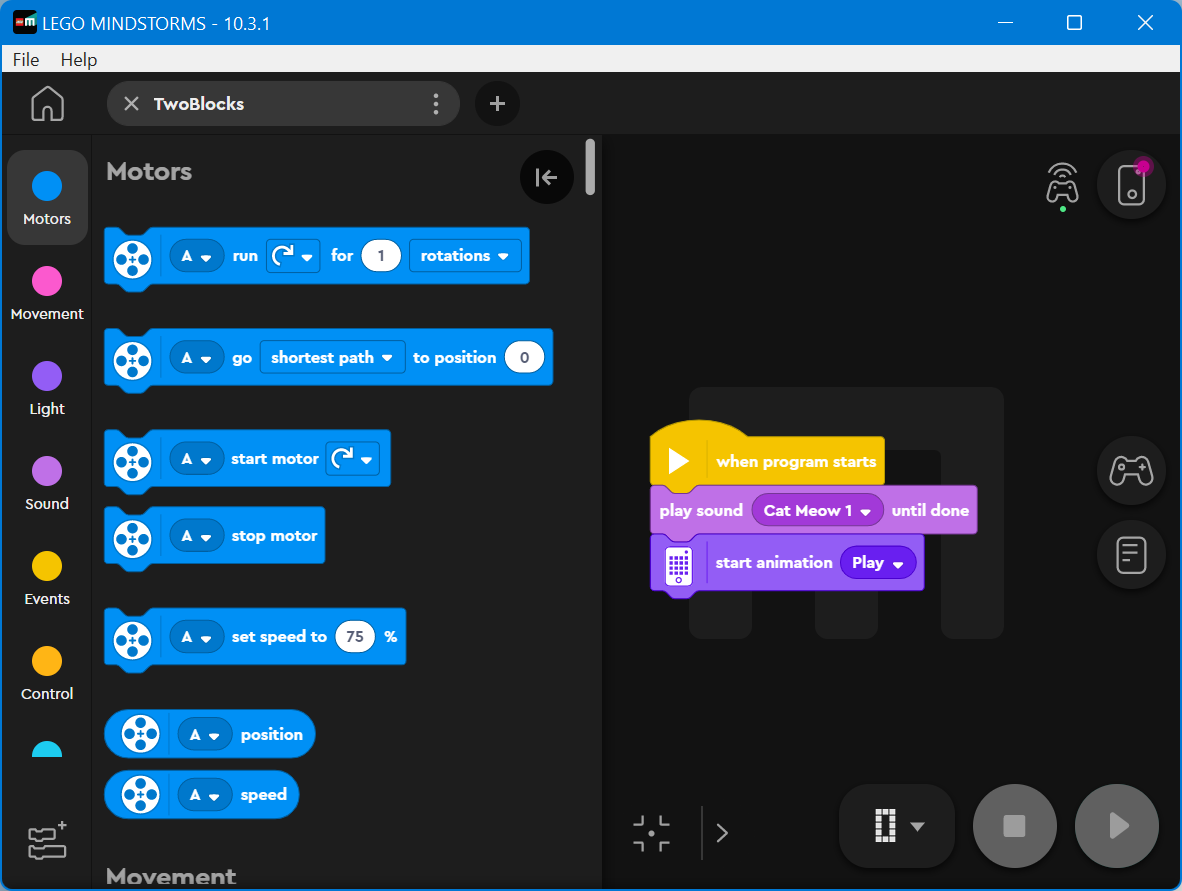 LEGO MINDSTORMS - 10.3.1
File Help
TwoBlocks
Motors
Movement
Light
Sound
Events
Control
Motors
A run for 1 rotations
A go shortest path to position 0
A start motor
A stop motor
A set speed to 75 %
A position
A speed
Movement
when program starts
play sound Cat Meow 1 until done
start animation Play
0